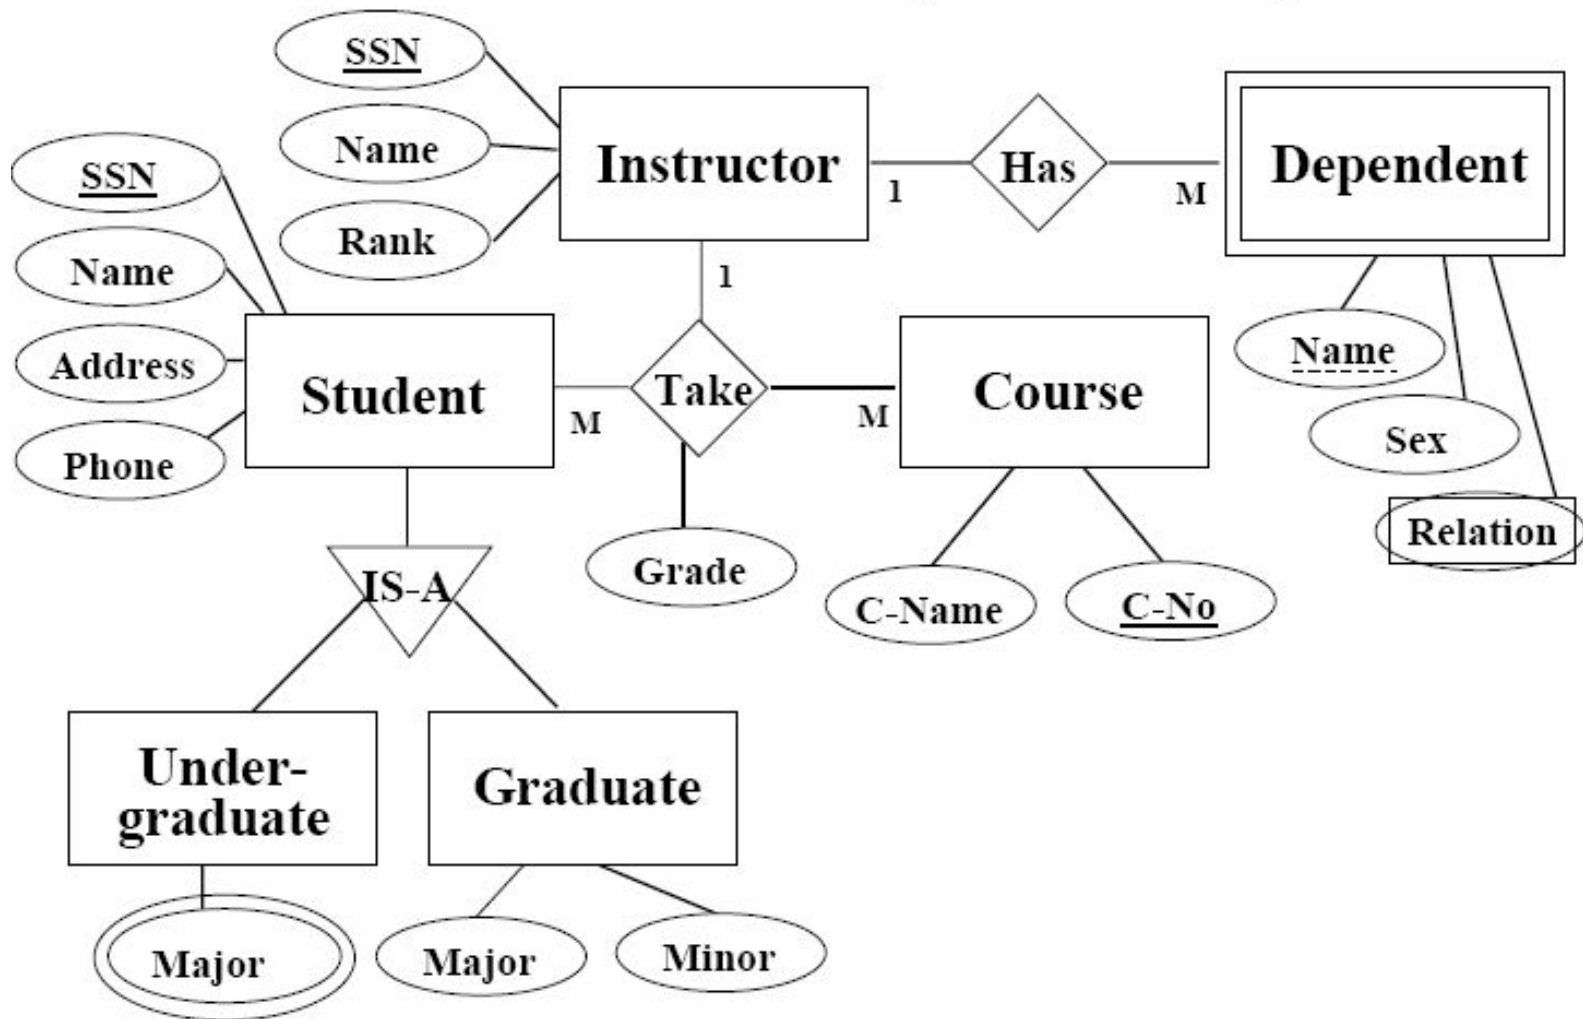 SSN
Name
Rank
Instructor
1
Has
M
Dependent
SSN
Name
Address
Phone
Student
M
1
Take
M
Course
Name
Sex
Relation
Grade
C-Name
C-No
IS-A
Under-
graduate
Graduate
Major
Major
Minor